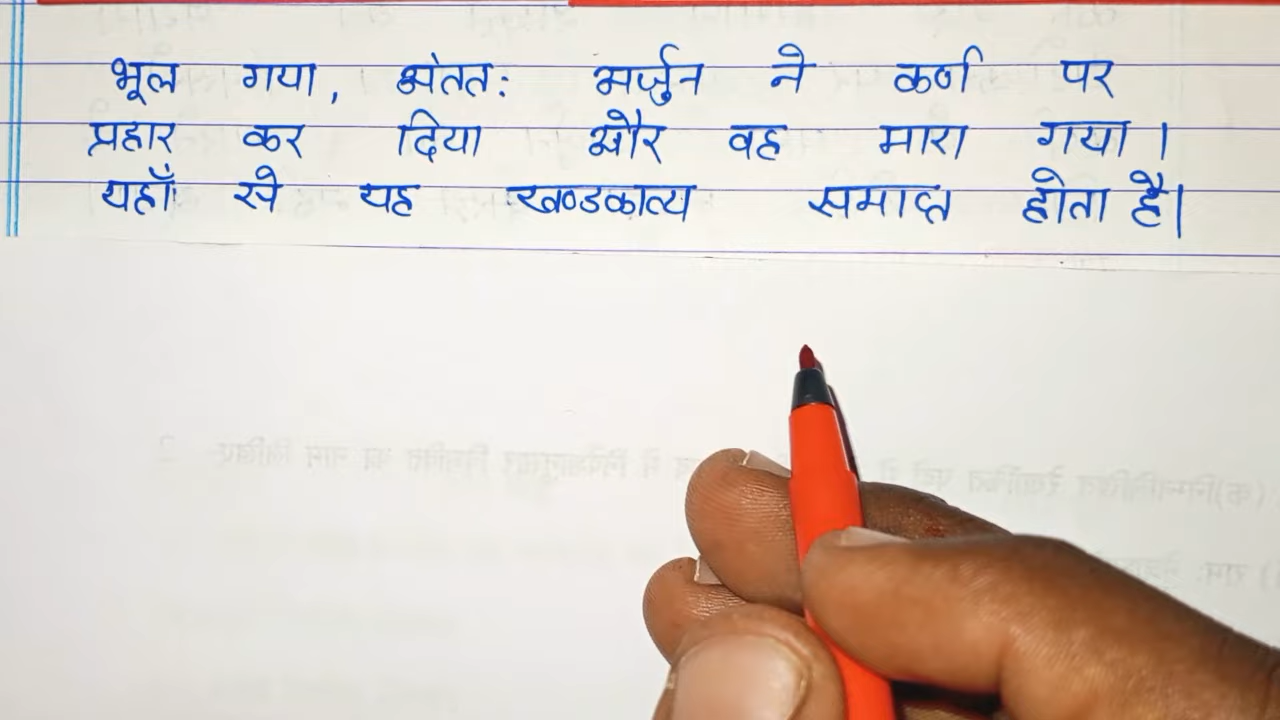 भूल गया, अंततः अर्जुन ने कर्ण पर
प्रहार कर दिया और वह मारा गया।
यहाँ से यह खण्डकाव्य समाप्त होता है।